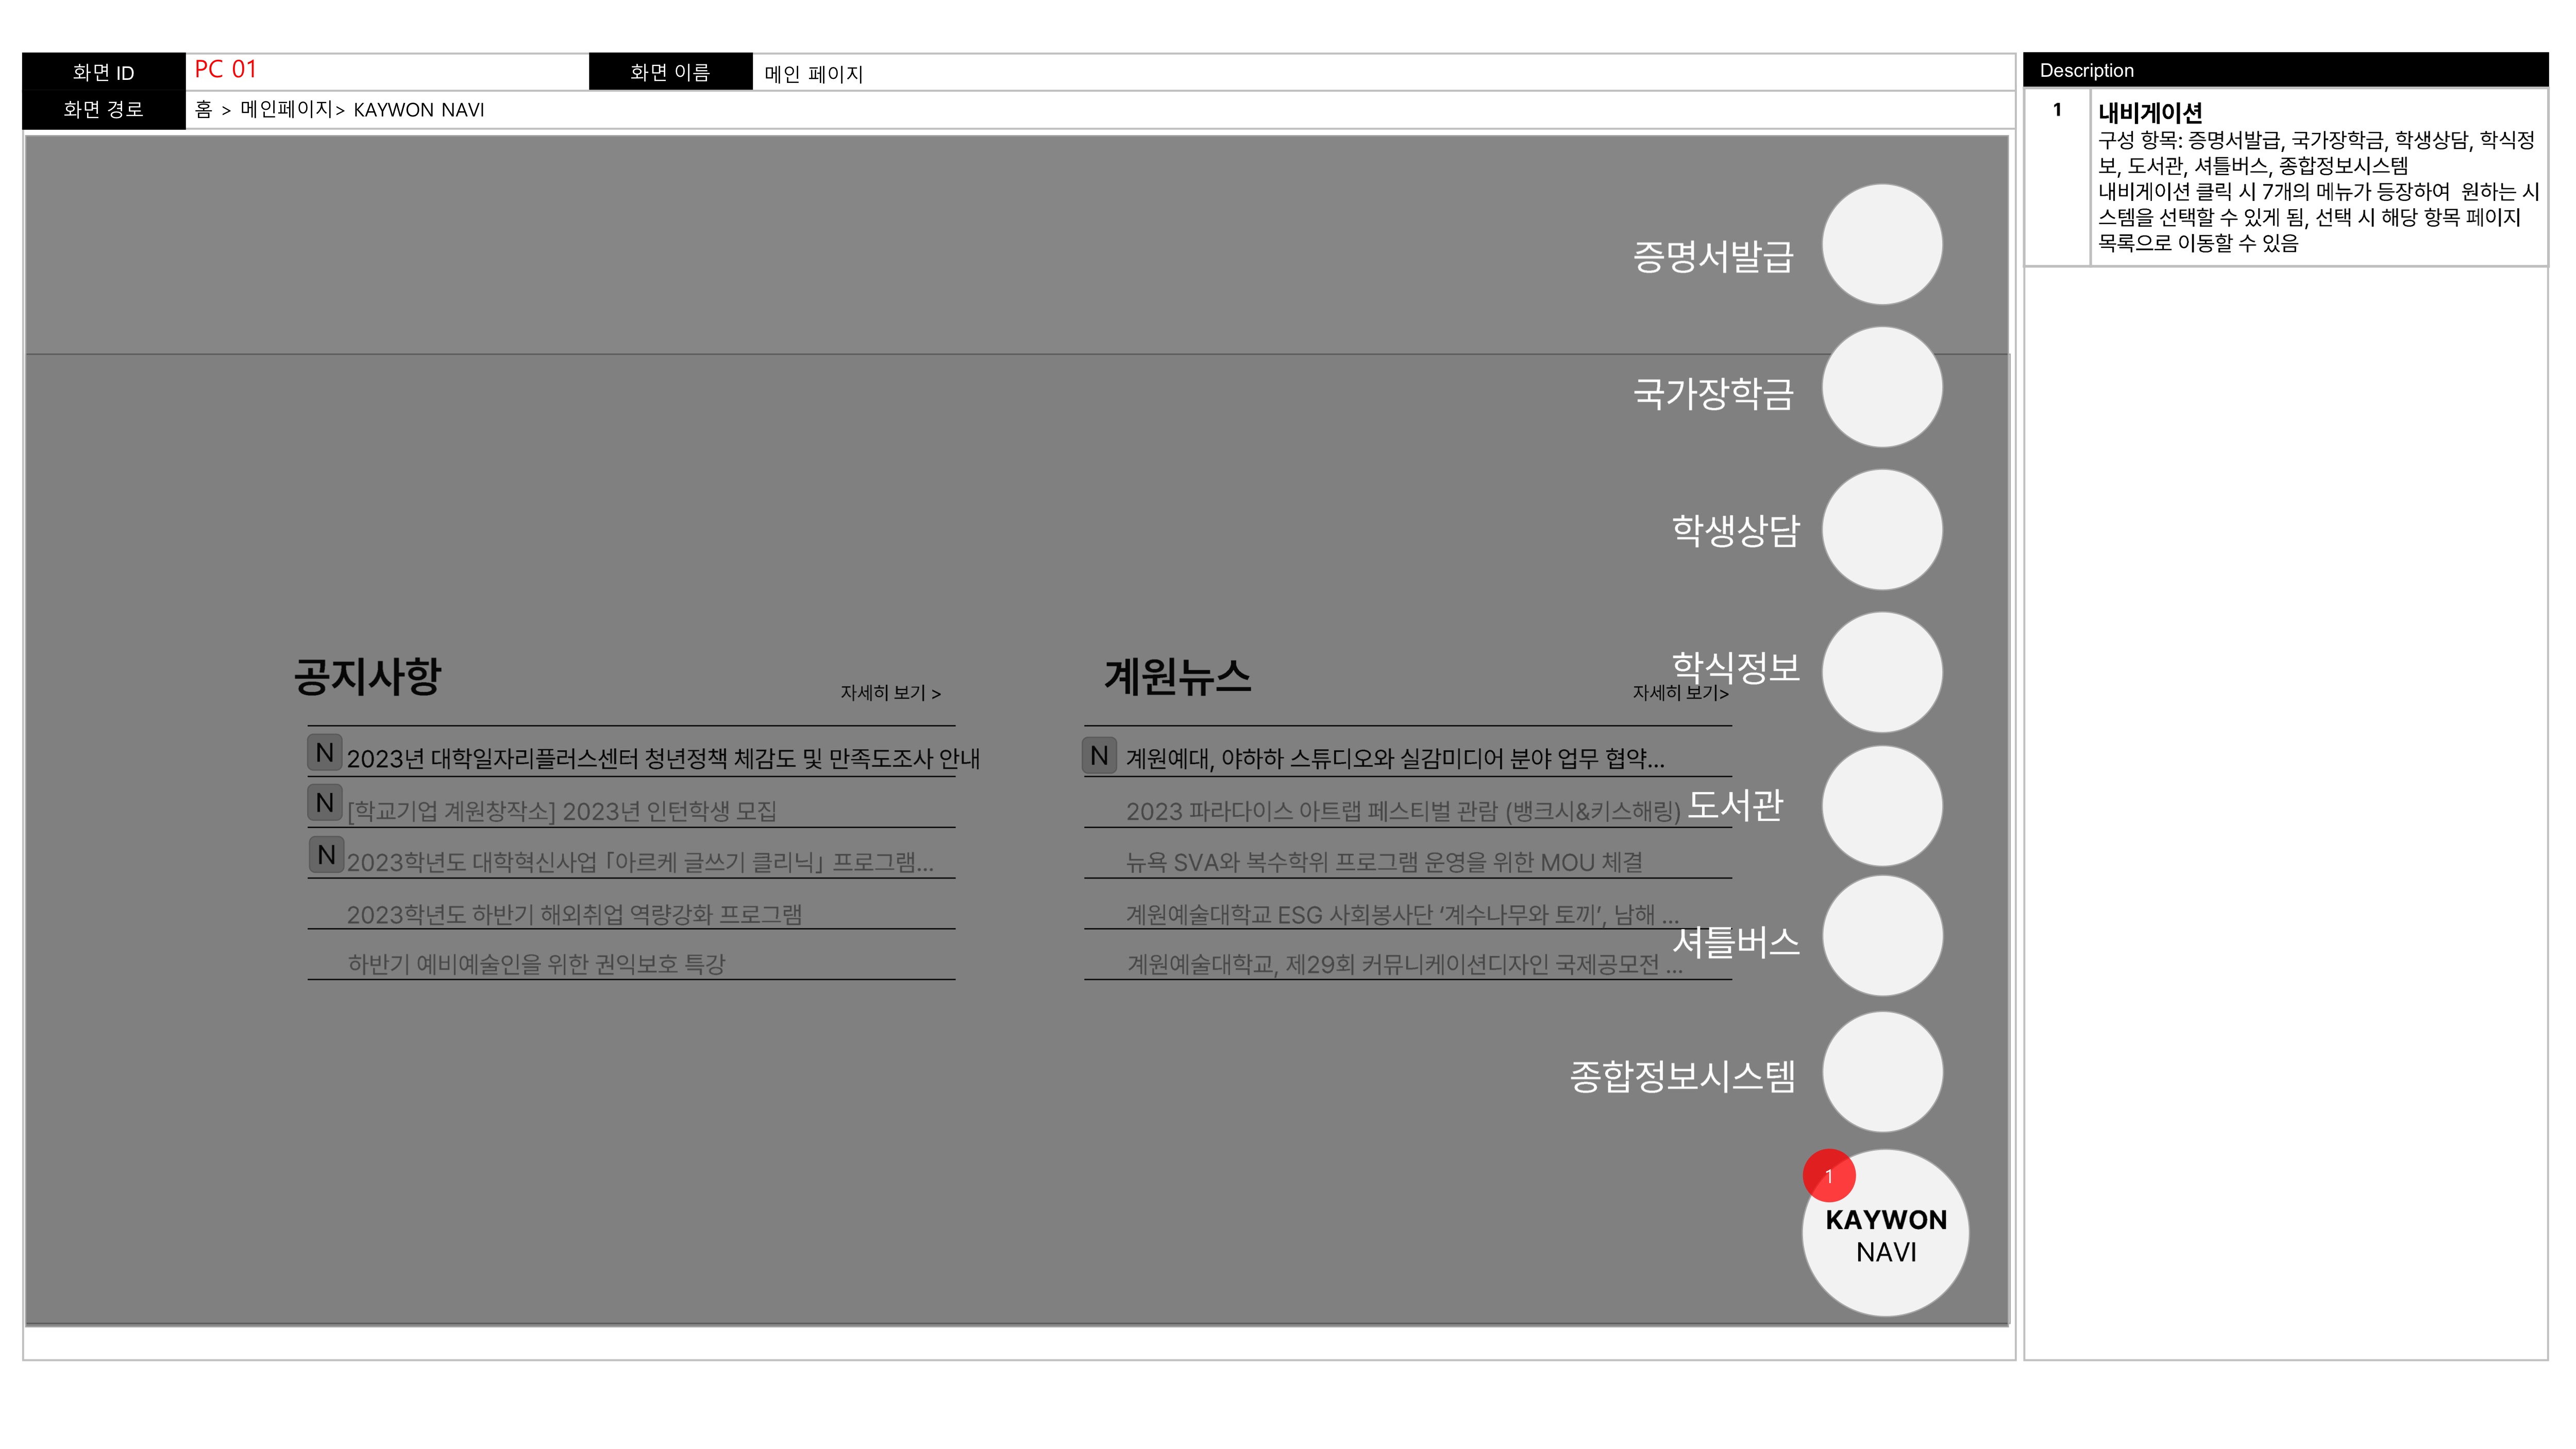 화면 ID
PC 01
화면 이름
메인 페이지
화면 경로
홈 > 메인페이지> KAYWON NAVI
증명서발급
국가장학금
학생상담
학식정보
도서관
셔틀버스
종합정보시스템
1
KAYWON
NAVI
공지사항
자세히 보기 >
N 2023년 대학일자리플러스센터 청년정책 체감도 및 만족도조사 안내
N [학교기업 계원창작소] 2023년 인턴학생 모집
N 2023학년도 대학혁신사업 「아르케 글쓰기 클리닉」 프로그램...
2023학년도 하반기 해외취업 역량강화 프로그램
하반기 예비예술인을 위한 권익보호 특강
계원뉴스
자세히 보기>
N 계원예대, 야하하 스튜디오와 실감미디어 분야 업무 협약...
2023 파라다이스 아트랩 페스티벌 관람 (뱅크시&키스해링)
뉴욕 SVA와 복수학위 프로그램 운영을 위한 MOU 체결
계원예술대학교 ESG 사회봉사단 ‘계수나무와 토끼’, 남해 ...
계원예술대학교, 제29회 커뮤니케이션디자인 국제공모전 ...
Description
1
내비게이션
구성 항목: 증명서발급, 국가장학금, 학생상담, 학식정
보, 도서관, 셔틀버스, 종합정보시스템
내비게이션 클릭 시 7개의 메뉴가 등장하여 원하는 시
스템을 선택할 수 있게 됨, 선택 시 해당 항목 페이지
목록으로 이동할 수 있음